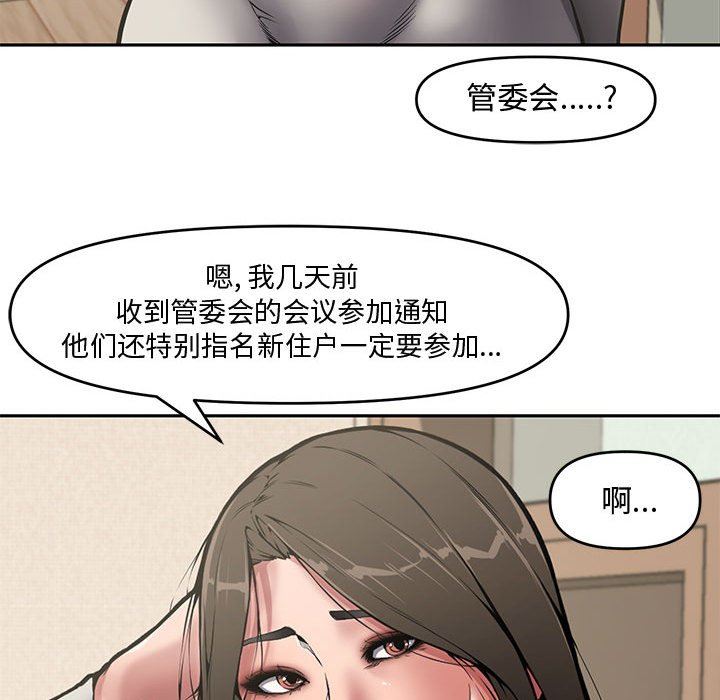 管委会.....?
嗯, 我几天前
收到管委会的会议参加通知
他们还特别指名新住户一定要参加...
啊...